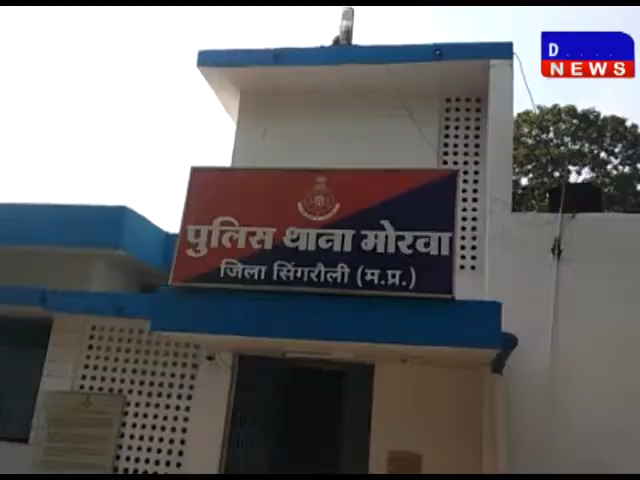 D....
NEWS
पुलिस थाना मोरवा
जिला सिंगरौली (म.प्र.)